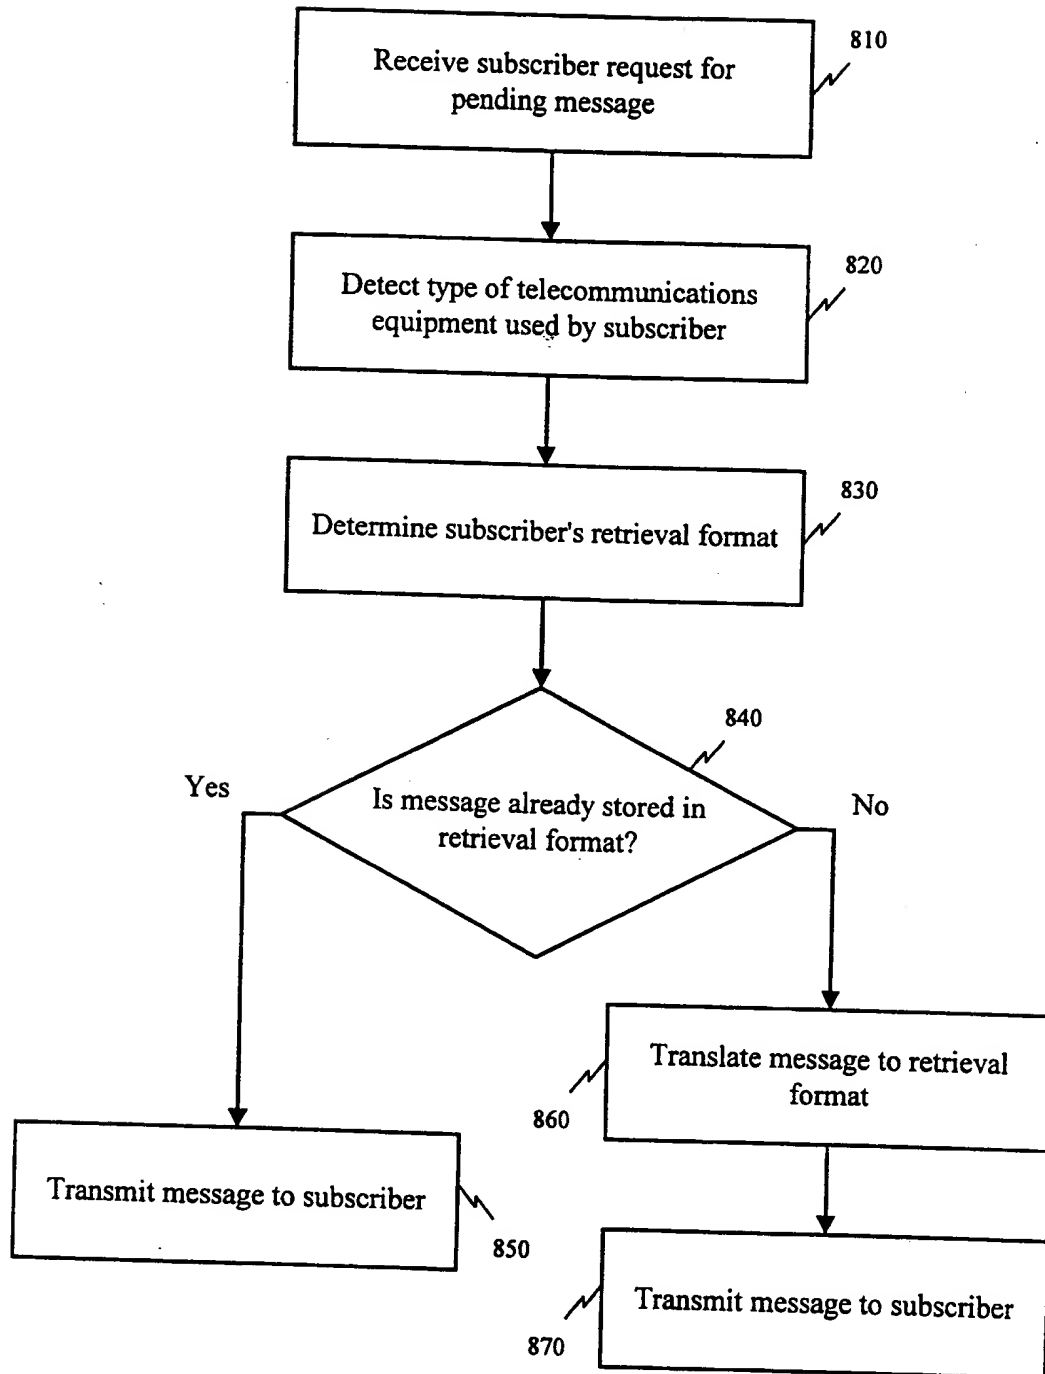 810
Receive subscriber request for
pending message
820
Detect type of telecommunications
equipment used by subscriber
830
Determine subscriber's retrieval format
840
Yes
Is message already stored in
retrieval format?
No
Translate message to retrieval
format
860
Transmit message to subscriber
850
Transmit message to subscriber
870